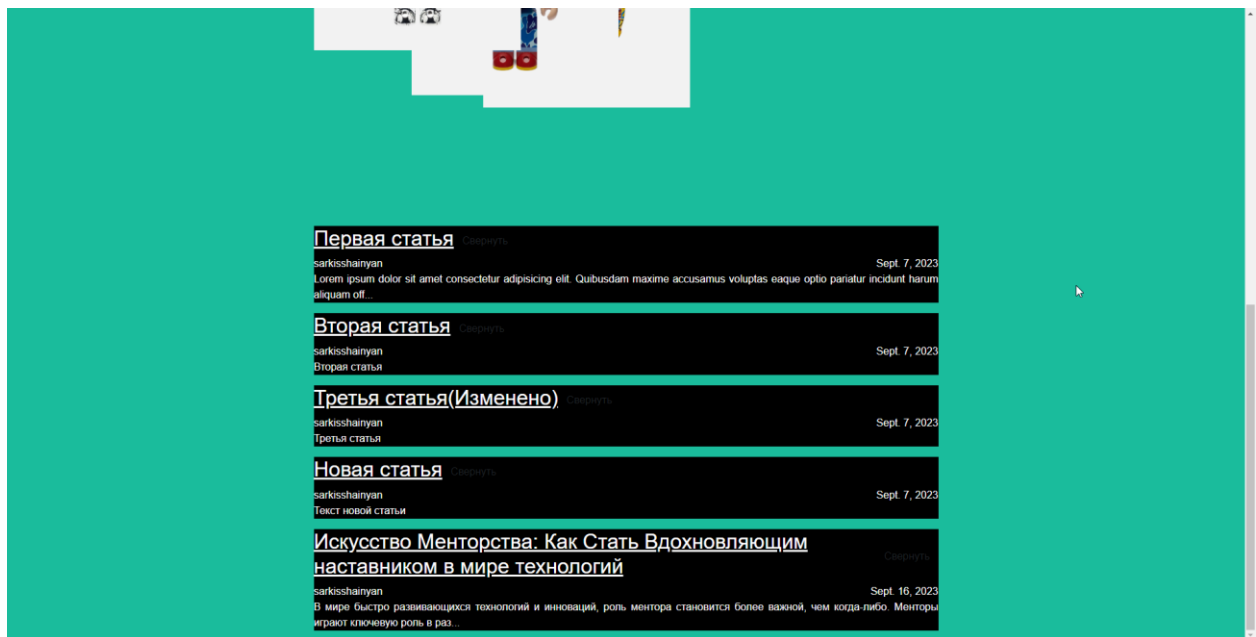 Первая статья Свернуть
sarkisshainyan Sept. 7, 2023
Lorem ipsum dolor sit amet consectetur adipisicing elit. Quibusdam maxime accusamus voluptas eaque optio pariatur incidunt harum
aliquam off...
Вторая статья Свернуть
sarkisshainyan Sept. 7, 2023
Вторая статья
Третья статья(Изменено) Свернуть
sarkisshainyan Sept. 7, 2023
Третья статья
Новая статья Свернуть
sarkisshainyan Sept. 7, 2023
Текст новой статьи
Искусство Менторства: Как Стать Вдохновляющим
наставником в мире технологий Свернуть
sarkisshainyan Sept. 16, 2023
В мире быстро развивающихся технологий и инноваций, роль ментора становится более важной, чем когда-либо. Менторы
играют ключевую роль в раз...